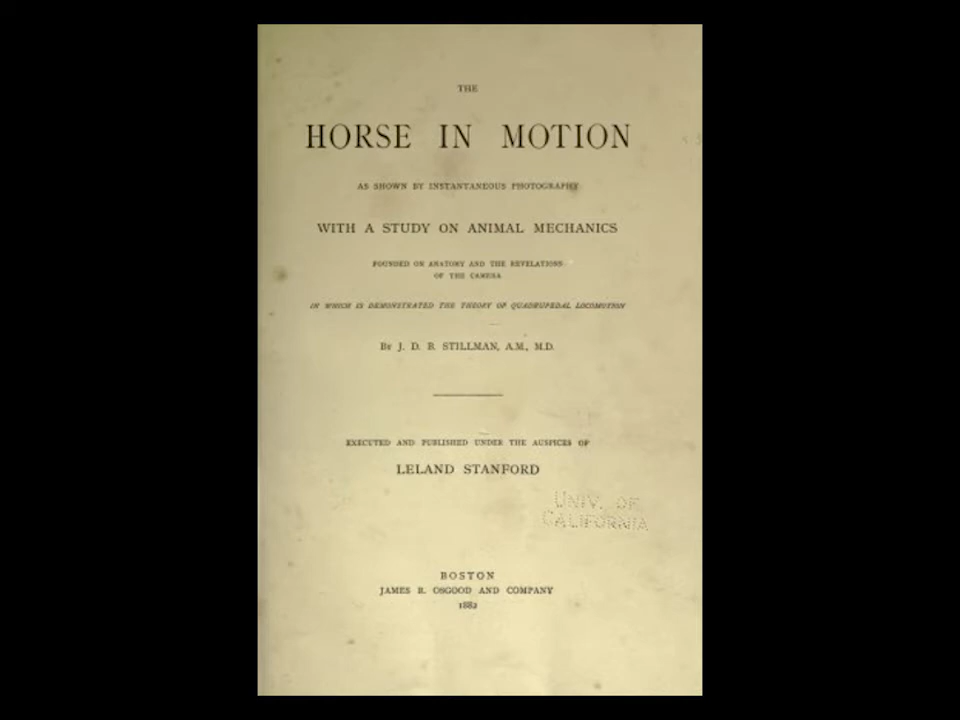 THE
HORSE IN MOTION
AS SHOWN BY INSTANTANEOUS PHOTOGRAPHY
WITH A STUDY ON ANIMAL MECHANICS
FOUNDED ON ANATOMY AND THE REVELATIONS
OF THE CAMERA
IN WHICH IS DEMONSTRATED THE THEORY OF QUADRUPEDAL LOCOMOTION
BY J. D. B. STILLMAN, A.M., M.D.
EXECUTED AND PUBLISHED UNDER THE AUSPICES OF
LELAND STANFORD
UNIV. OF
CALIFORNIA
BOSTON
JAMES R. OSGOOD AND COMPANY
1882